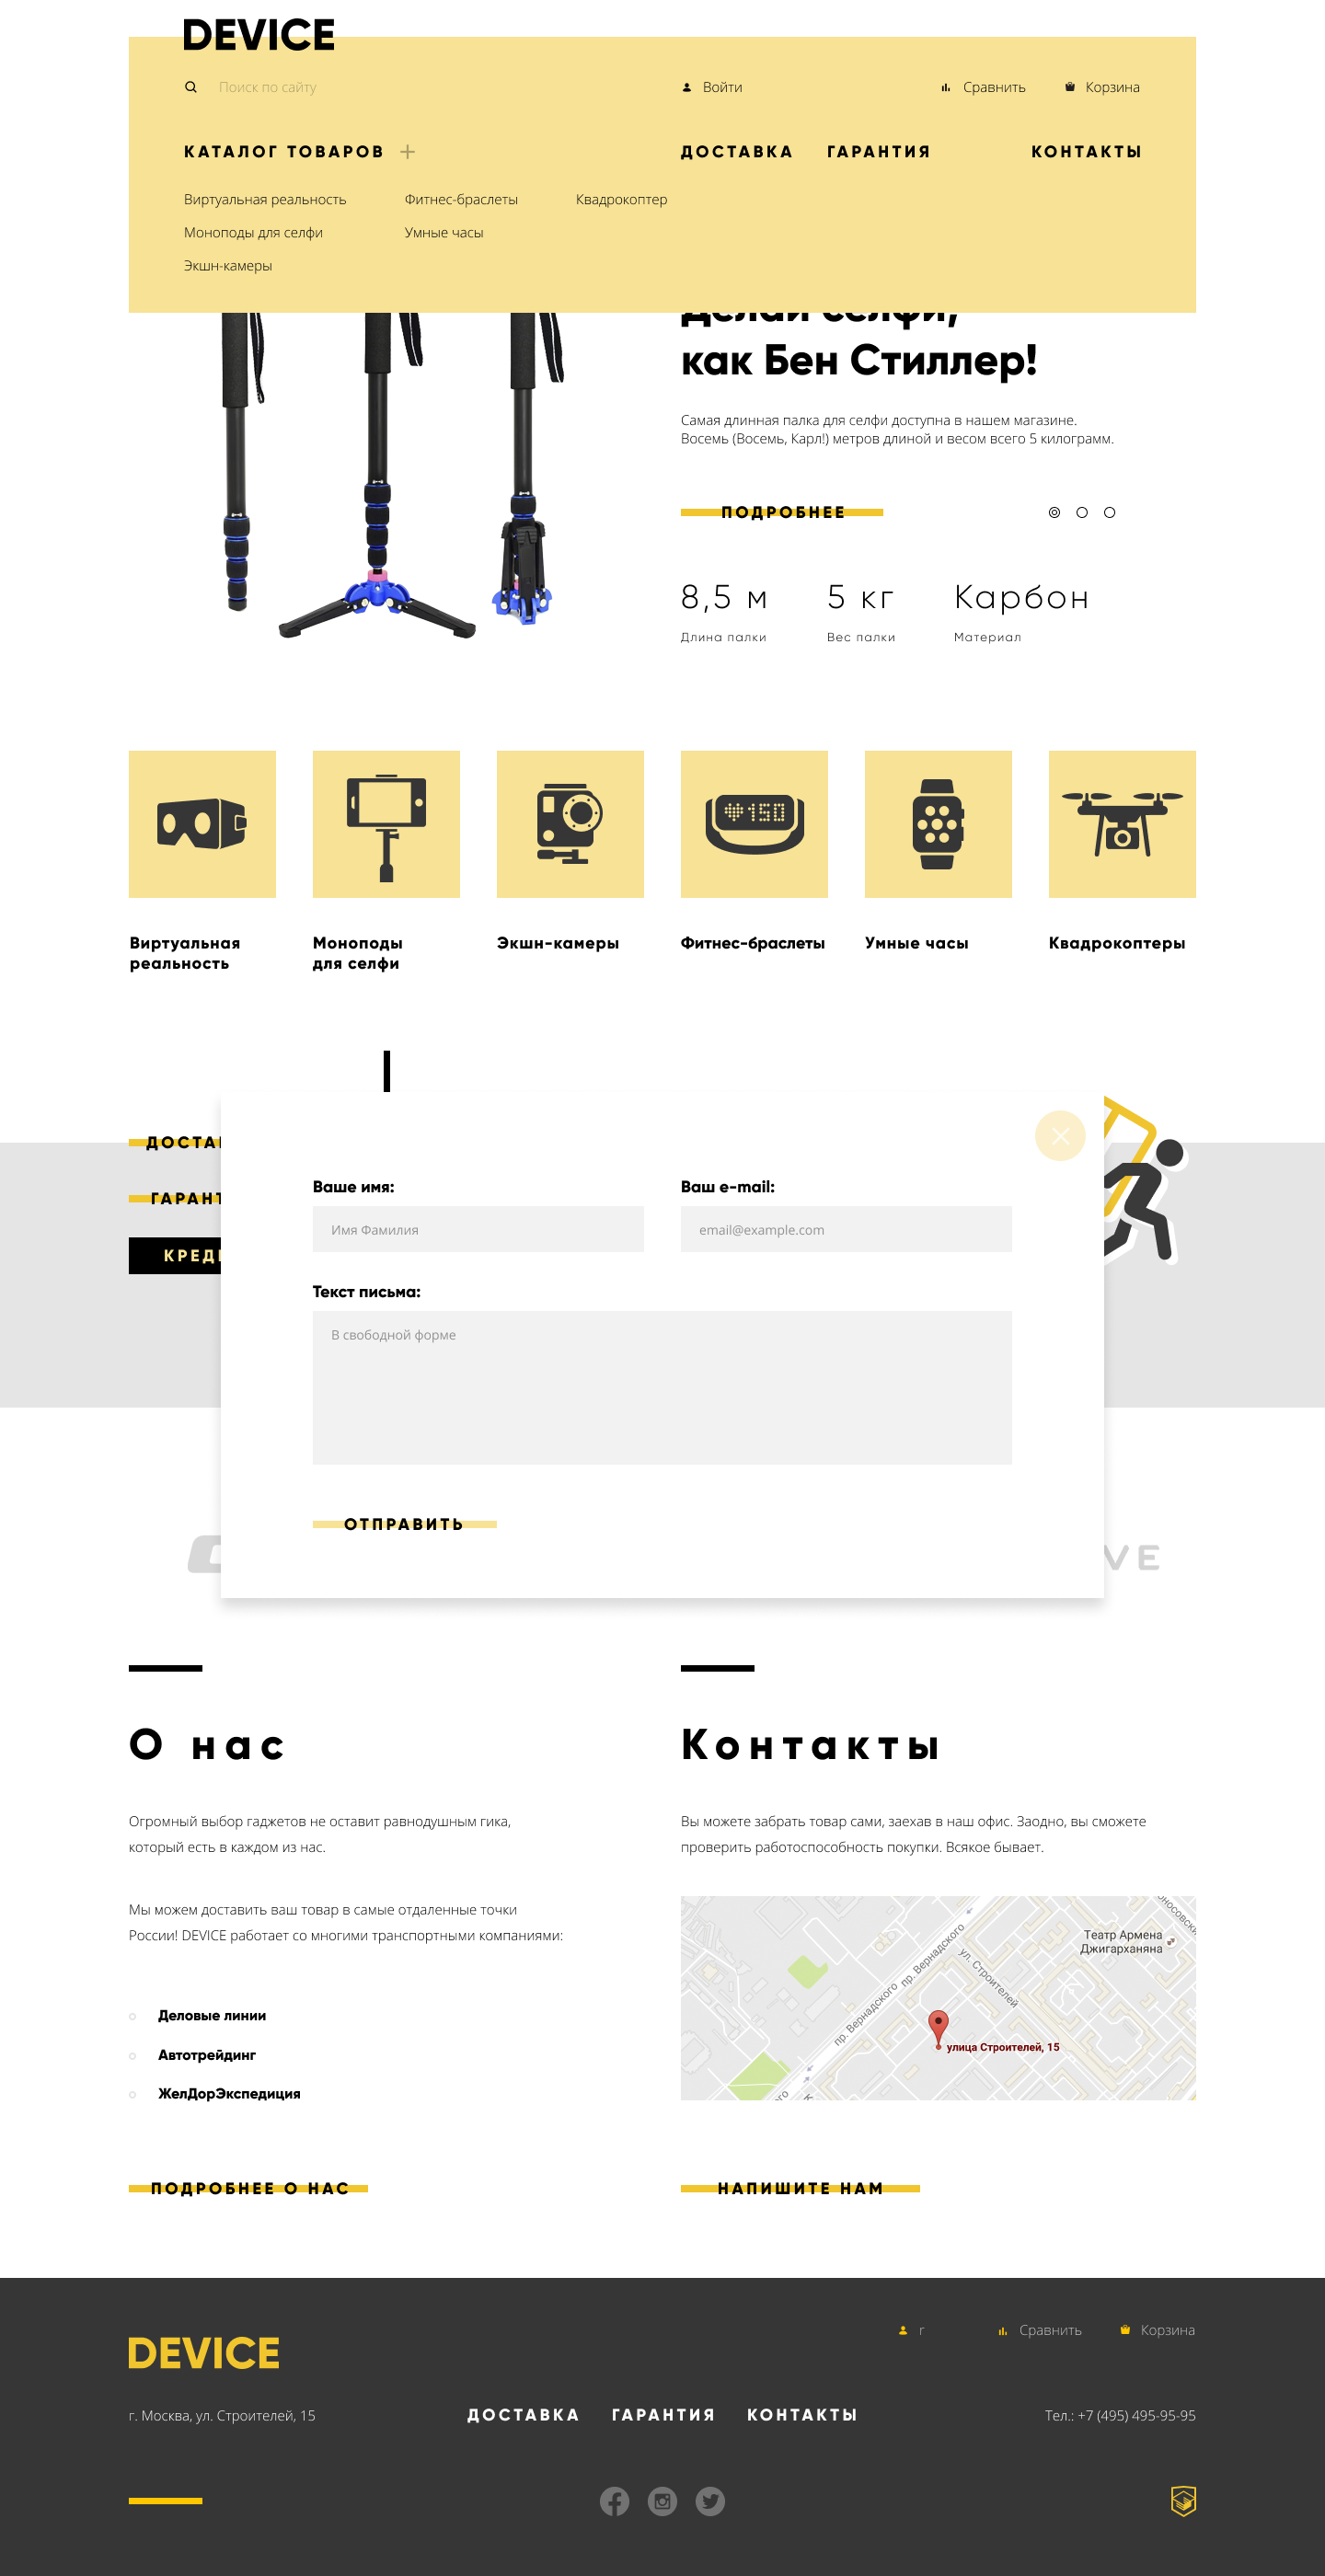 DEVICE
Поиск по сайту
Войти
Сравнить
Корзина
КАТАЛОГ ТОВАРОВ
ДОСТАВКА
ГАРАНТИЯ
КОНТАКТЫ
Виртуальная реальность
Фитнес-браслеты
Квадрокоптер
Моноподы для селфи
Умные часы
Экшн-камеры
делай селфи,
как Бен Стиллер!
Самая длинная палка для селфи доступна в нашем магазине.
Восемь (Восемь, Карл!) метров длиной и весом всего 5 килограмм.
ПОДРОБНЕЕ
8,5 м
5 кг
Карбон
Длина палки
Вес палки
Материал
150
Виртуальная
реальность
Моноподы
для селфи
Экшн-камеры
Фитнес-браслеты
Умные часы
Квадрокоптеры
ДОСТА
ГАРАНТ
КРЕД
Ваше имя:
Ваш e-mail:
Имя Фамилия
email@example.com
Текст письма:
В свободной форме
ОТПРАВИТЬ
VE
О нас
Контакты
Огромный выбор гаджетов не оставит равнодушным гика,
который есть в каждом из нас.
Вы можете забрать товар сами, заехав в наш офис. Заодно, вы сможете
проверить работоспособность покупки. Всякое бывает.
Мы можем доставить ваш товар в самые отдаленные точки
России! DEVICE работает со многими транспортными компаниями:
Театр Армена
Джигарханяна
пр. Вернадского
пр. Вернадского
ул. Строителей
улица Строителей, 15
Деловые линии
Автотрейдинг
ЖелДорЭкспедиция
ПОДРОБНЕЕ О НАС
НАПИШИТЕ НАМ
г
Сравнить
Корзина
DEVICE
г. Москва, ул. Строителей, 15
ДОСТАВКА
ГАРАНТИЯ
КОНТАКТЫ
Тел.: +7 (495) 495-95-95